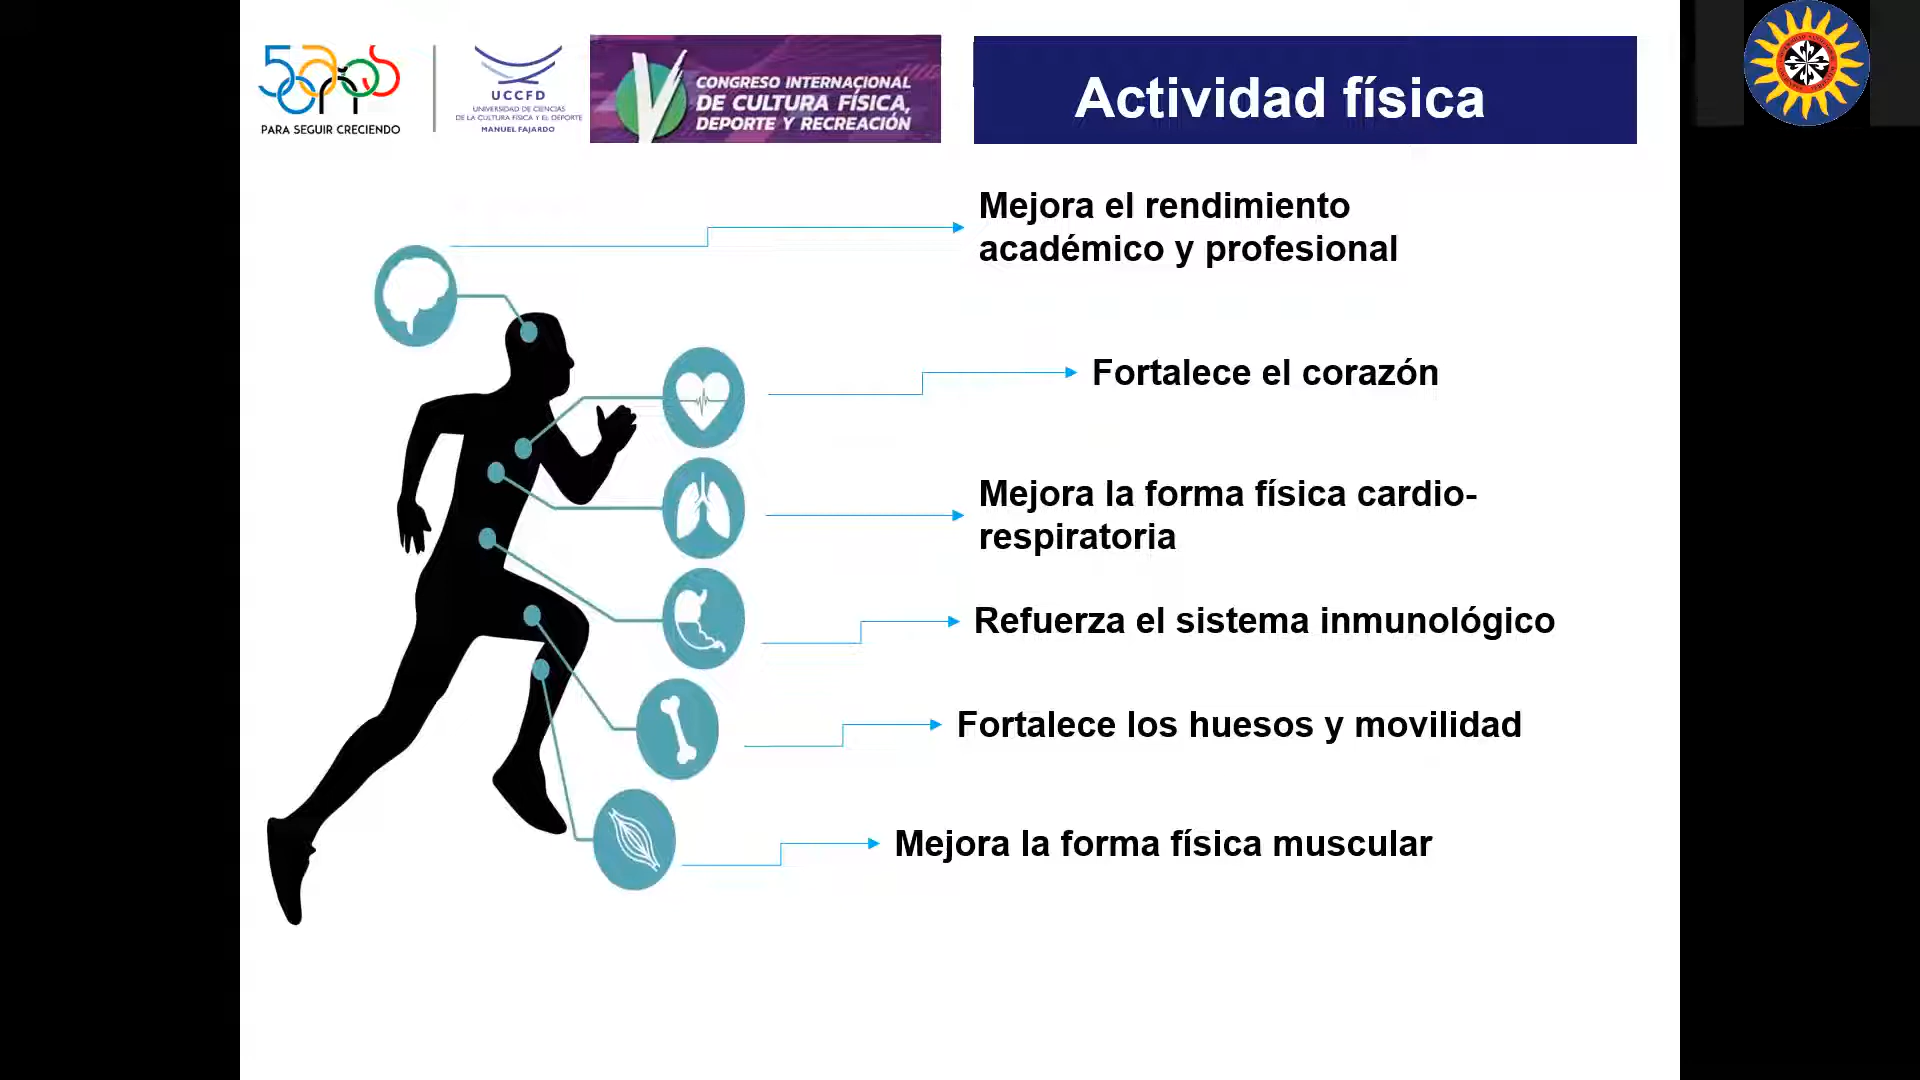 50 años
PARA SEGUIR CRECIENDO
UCCFD
UNIVERSIDAD DE CIENCIAS
DE LA CULTURA FÍSICA Y EL DEPORTE
MANUEL FAJARDO
V
CONGRESO INTERNACIONAL
DE CULTURA FÍSICA,
DEPORTE Y RECREACIÓN
Actividad física
Mejora el rendimiento
académico y profesional
Fortalece el corazón
Mejora la forma física cardio-
respiratoria
Refuerza el sistema inmunológico
Fortalece los huesos y movilidad
Mejora la forma física muscular